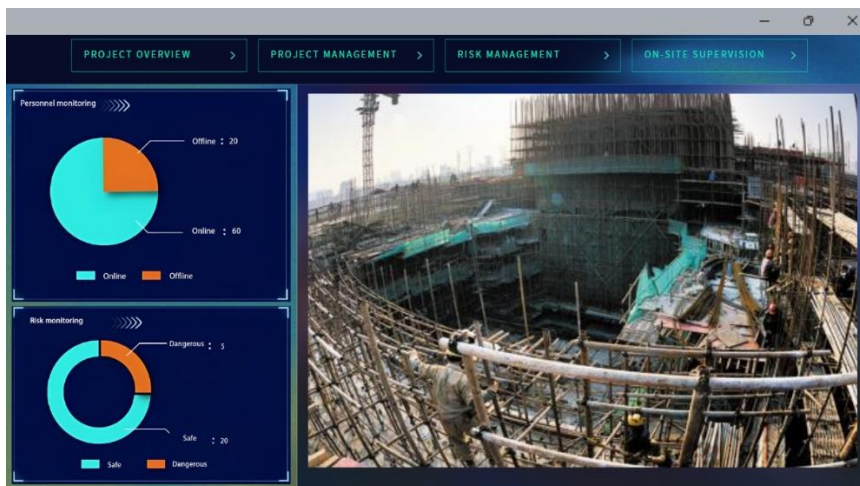 PROJECT OVERVIEW >
PROJECT MANAGEMENT >
RISK MANAGEMENT >
ON-SITE SUPERVISION >
Personnel monitoring
Offline : 20
Online : 60
Online
Offline
Risk monitoring
Dangerous : 5
Safe : 20
Safe
Dangerous